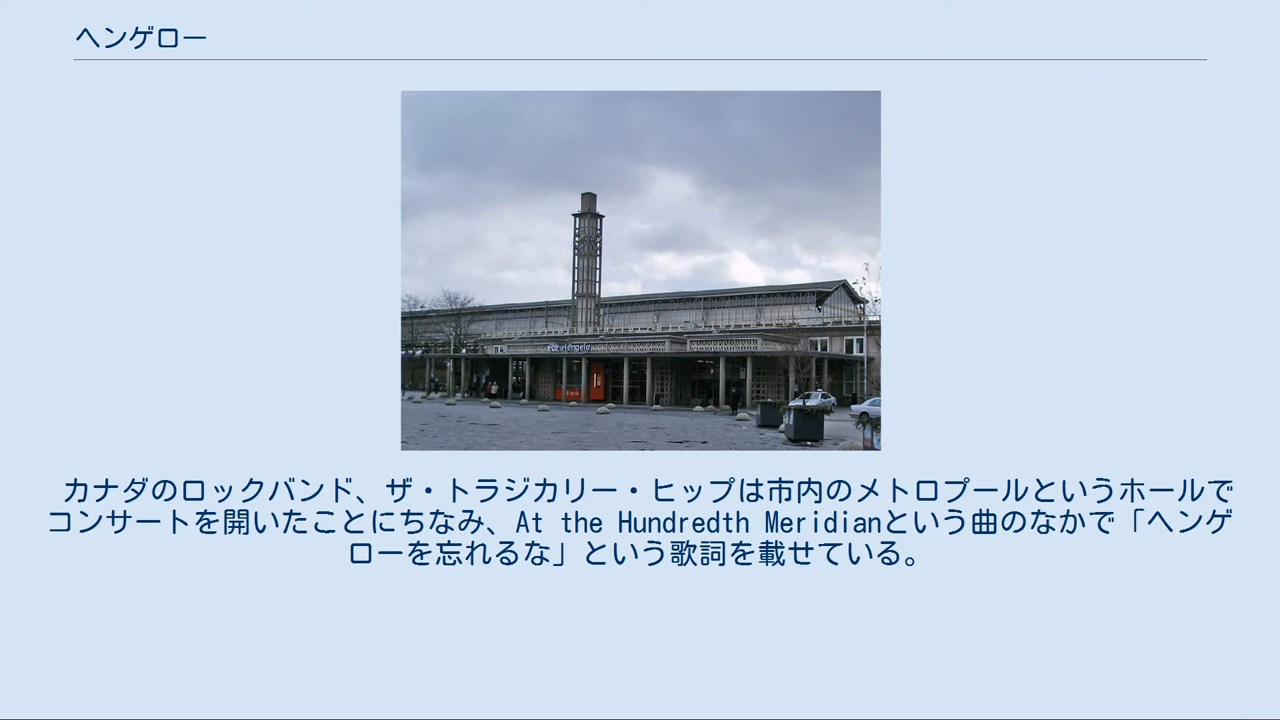 ヘンゲロー
Hengelo
カナダのロックバンド、ザ・トラジカリー・ヒップは市内のメトロプールというホールで
コンサートを開いたことにちなみ、At the Hundredth Meridianという曲のなかで「ヘンゲ
ローを忘れるな」という歌詞を載せている。